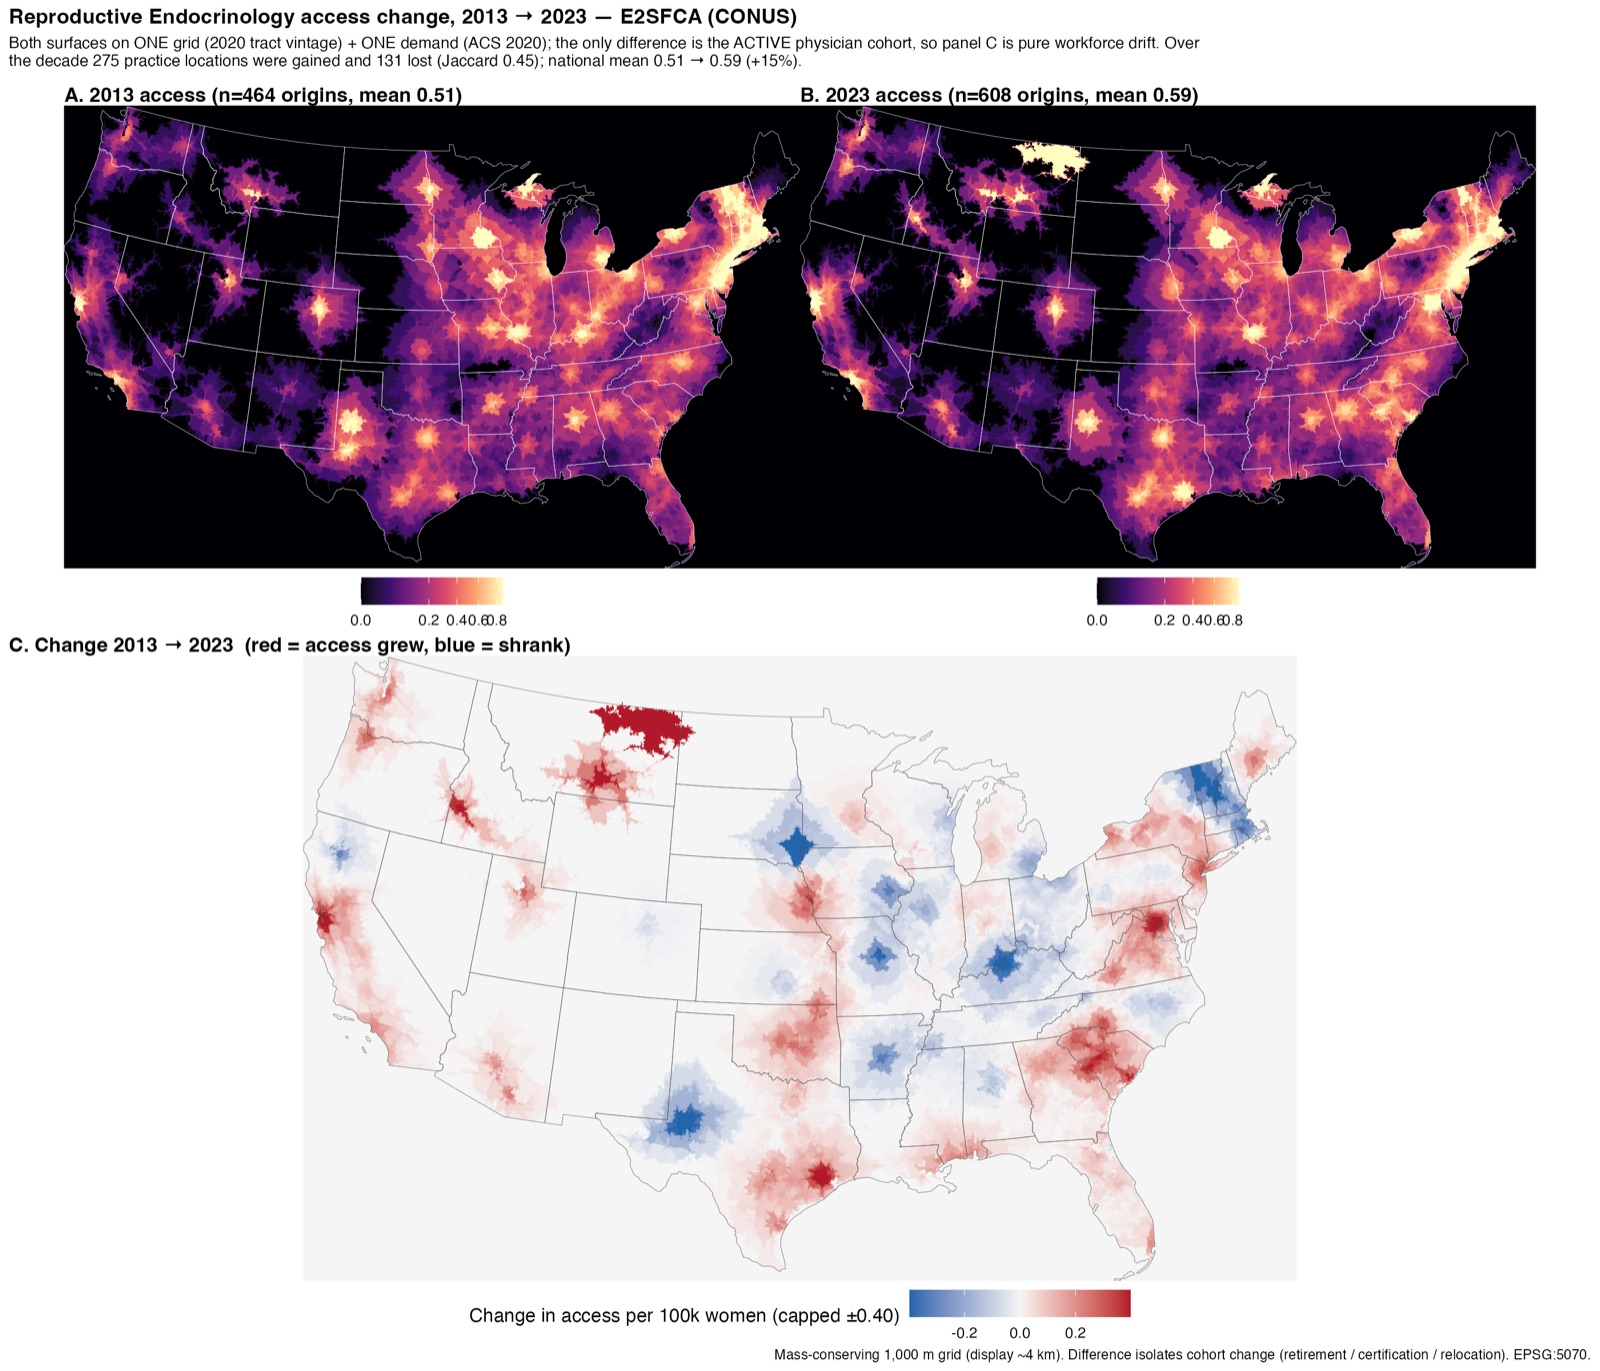 Reproductive Endocrinology access change, 2013 → 2023 — E2SFCA (CONUS)
Both surfaces on ONE grid (2020 tract vintage) + ONE demand (ACS 2020); the only difference is the ACTIVE physician cohort, so panel C is pure workforce drift. Over
the decade 275 practice locations were gained and 131 lost (Jaccard 0.45); national mean 0.51 → 0.59 (+15%).
A. 2013 access (n=464 origins, mean 0.51)
B. 2023 access (n=608 origins, mean 0.59)
0.0 0.2 0.4 0.6 0.8
0.0 0.2 0.4 0.6 0.8
C. Change 2013 → 2023 (red = access grew, blue = shrank)
Change in access per 100k women (capped ±0.40)
-0.2 0.0 0.2
Mass-conserving 1,000 m grid (display ~4 km). Difference isolates cohort change (retirement / certification / relocation). EPSG:5070.